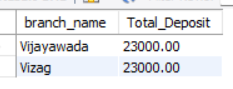 branch_name Total_Deposit
Vijayawada 23000.00
Vizag 23000.00